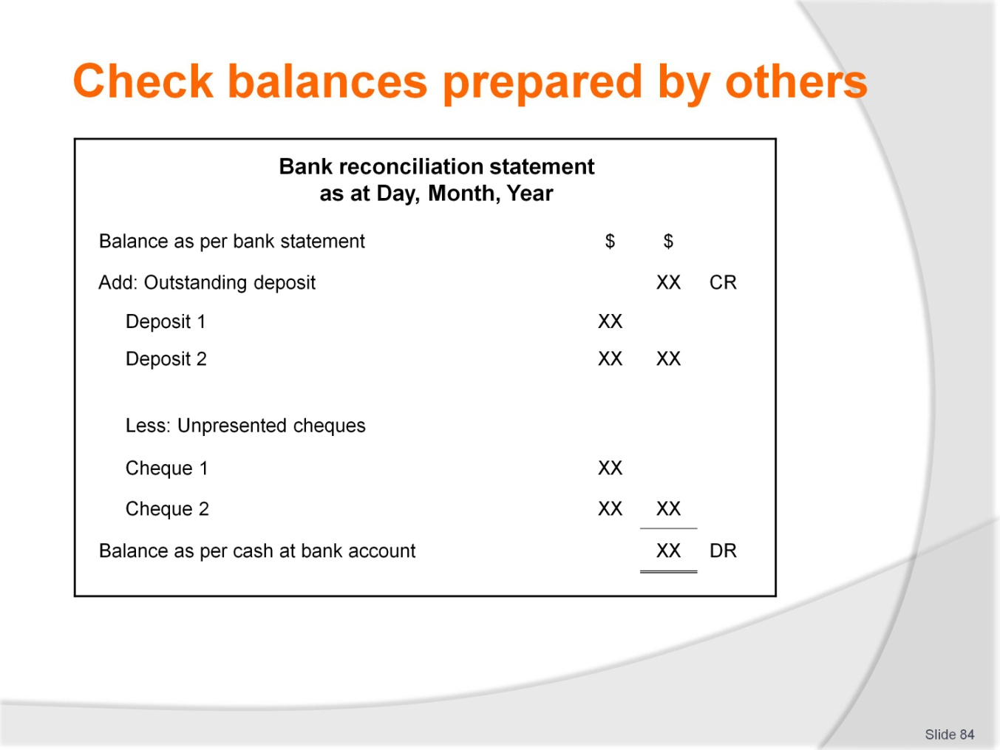 Check balances prepared by others
Bank reconciliation statement
as at Day, Month, Year
Balance as per bank statement $ $
Add: Outstanding deposit XX CR
Deposit 1 XX
Deposit 2 XX XX
Less: Unpresented cheques
Cheque 1 XX
Cheque 2 XX XX
Balance as per cash at bank account XX DR
Slide 84